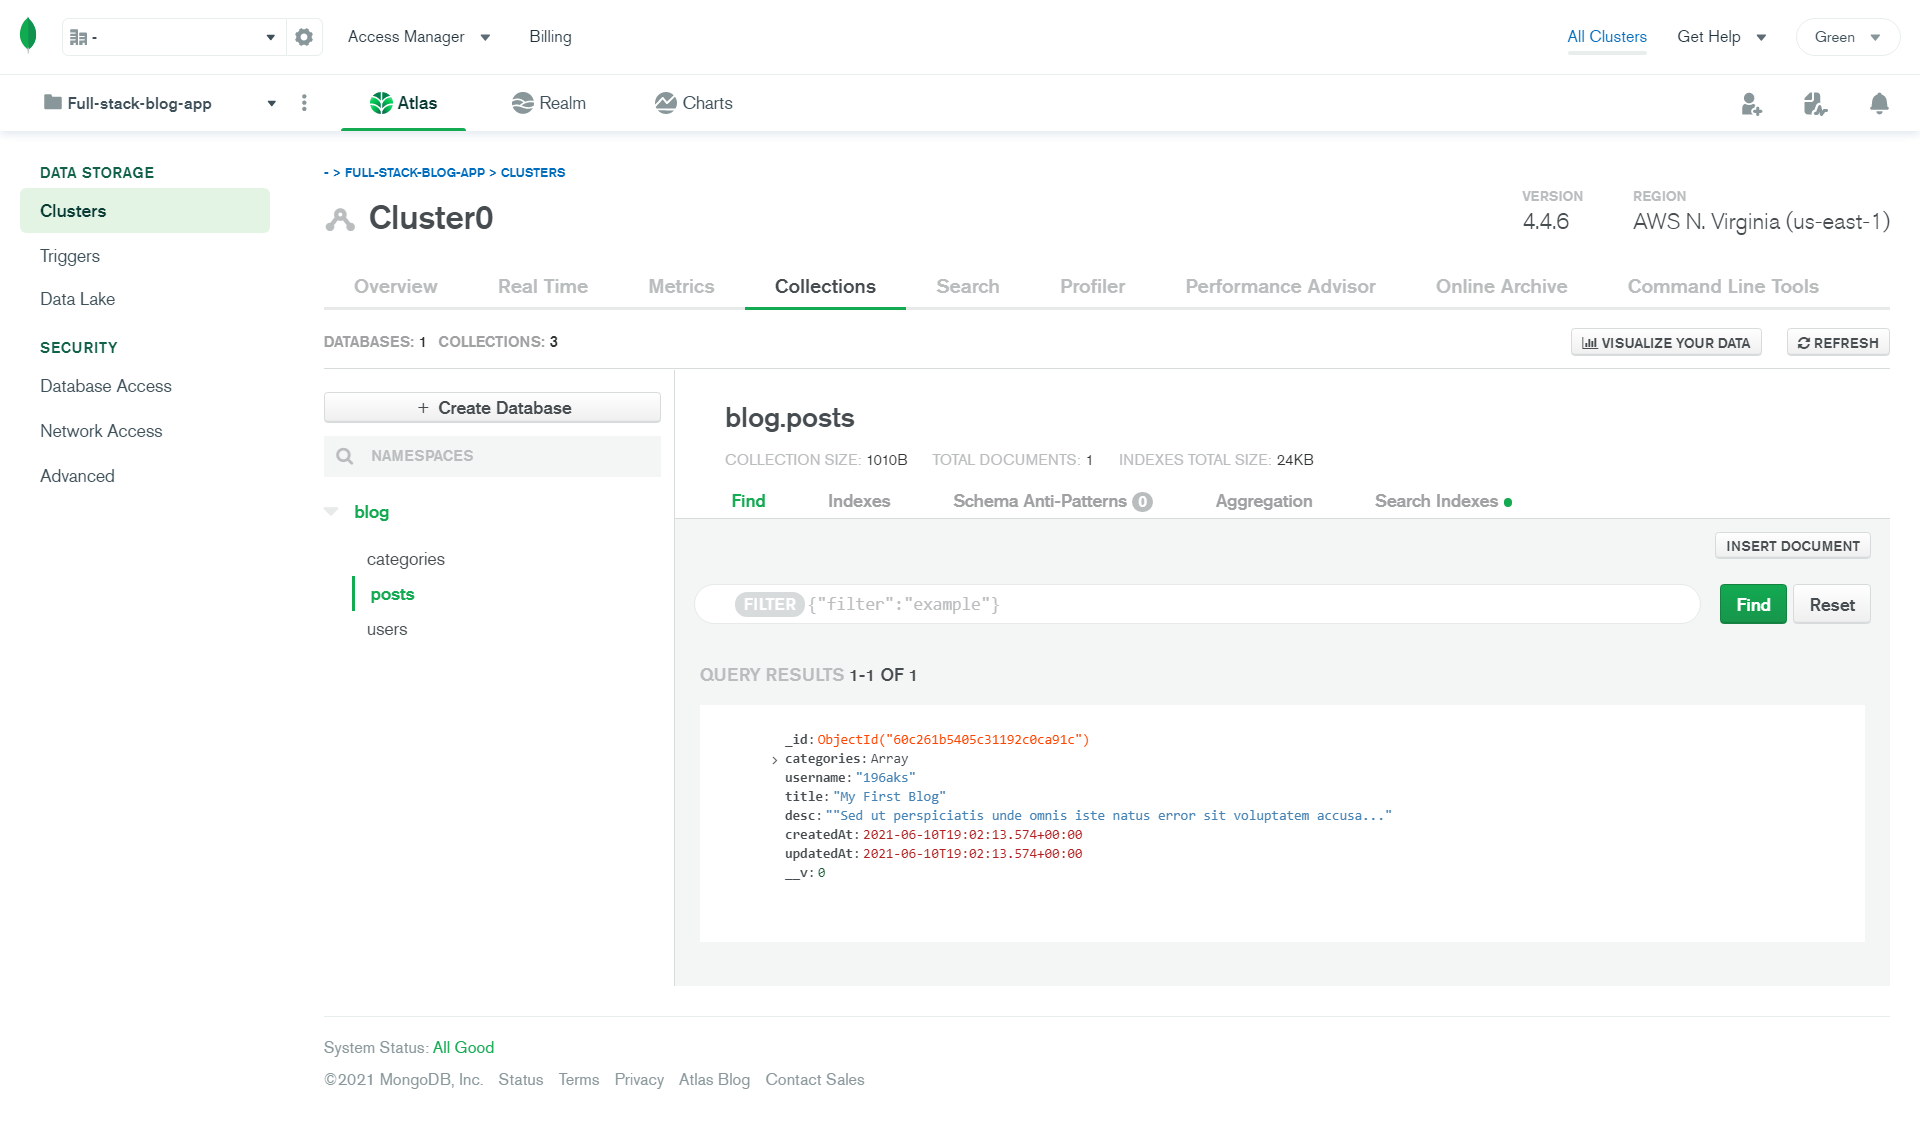 -
Access Manager
Billing
All Clusters
Get Help
Green
Full-stack-blog-app
Atlas
Realm
Charts
DATA STORAGE
Clusters
Triggers
Data Lake
SECURITY
Database Access
Network Access
Advanced
- > FULL-STACK-BLOG-APP > CLUSTERS
Cluster0
VERSION
4.4.6
REGION
AWS N. Virginia (us-east-1)
Overview
Real Time
Metrics
Collections
Search
Profiler
Performance Advisor
Online Archive
Command Line Tools
DATABASES: 1 COLLECTIONS: 3
VISUALIZE YOUR DATA
REFRESH
+ Create Database
NAMESPACES
blog
categories
posts
users
blog.posts
COLLECTION SIZE: 1010B TOTAL DOCUMENTS: 1 INDEXES TOTAL SIZE: 24KB
Find
Indexes
Schema Anti-Patterns 0
Aggregation
Search Indexes
INSERT DOCUMENT
FILTER {"filter":"example"}
Find
Reset
QUERY RESULTS 1-1 OF 1
_id: ObjectId("60c261b5405c31192c0ca91c")
categories: Array
username: "196aks"
title: "My First Blog"
desc: ""Sed ut perspiciatis unde omnis iste natus error sit voluptatem accusa..."
createdAt: 2021-06-10T19:02:13.574+00:00
updatedAt: 2021-06-10T19:02:13.574+00:00
__v: 0
System Status: All Good
©2021 MongoDB, Inc. Status Terms Privacy Atlas Blog Contact Sales